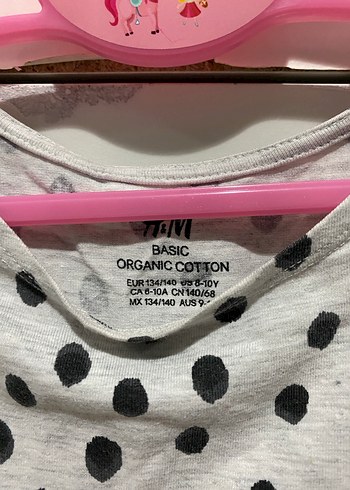 H&M
BASIC
ORGANIC COTTON
EUR 134/140 US 8-10Y
CA 8-10A CN 140/68
MX 134/140 AUS 9-